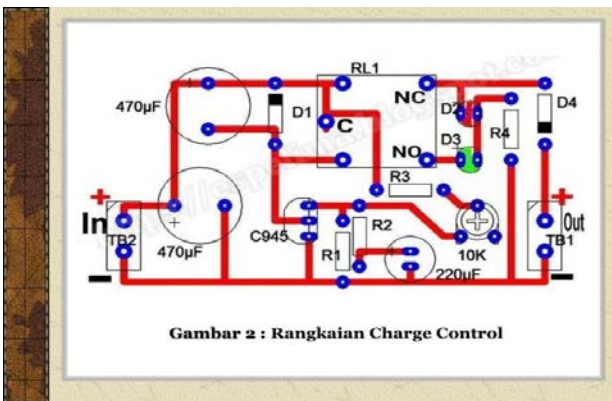 RL1
NC
D1
C
D2
D4
470µF
D3
R4
NO
R3
+
+
In
Out
TB2
C945
R2
TB1
R1
10K
470µF
220µF
Gambar 2 : Rangkaian Charge Control